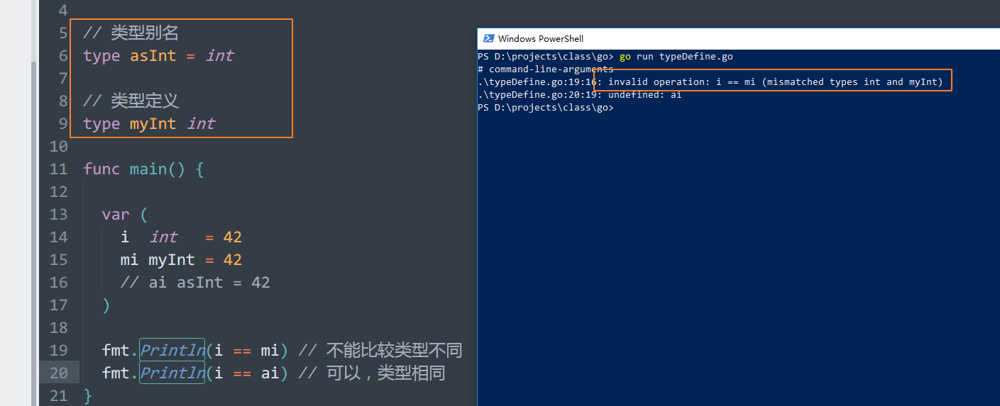 4
5 // 类型别名
6 type asInt = int
7
8 // 类型定义
9 type myInt int
10
11 func main() {
12
13 var (
14 i int = 42
15 mi myInt = 42
16 // ai asInt = 42
17 )
18
19 fmt.Println(i == mi) // 不能比较类型不同
20 fmt.Println(i == ai) // 可以，类型相同
21 }
Windows PowerShell
PS D:\projects\class\go> go run typeDefine.go
# command-line-arguments
.\typeDefine.go:19:16: invalid operation: i == mi (mismatched types int and myInt)
.\typeDefine.go:20:19: undefined: ai
PS D:\projects\class\go>